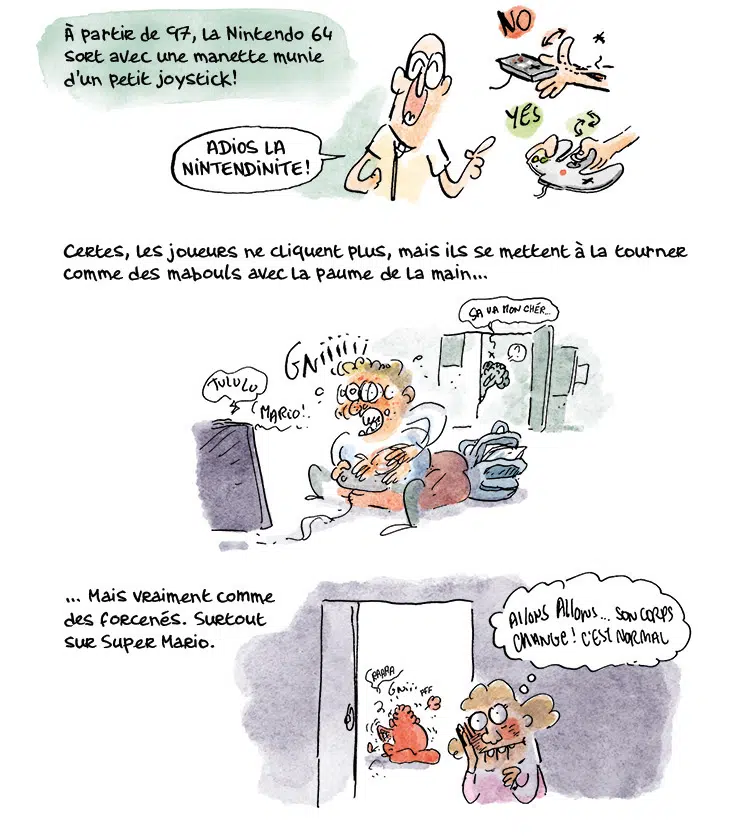 À partir de 97, la Nintendo 64
sort avec une manette munie
d'un petit joystick!
NO
YES
ADIOS LA
NINTENDINITE!
Certes, les joueurs ne cliquent plus, mais ils se mettent à la tourner
comme des mabouls avec la paume de la main...
ÇA VA MON CHÉR...
?
GNiiiiii
TULULU
MARIO!.
... Mais vraiment comme
des forcenés. Surtout
sur Super Mario.
ALLONS ALLONS... SON CORPS
CHANGE! C'EST NORMAL
RRRRA
Gniii
PFF